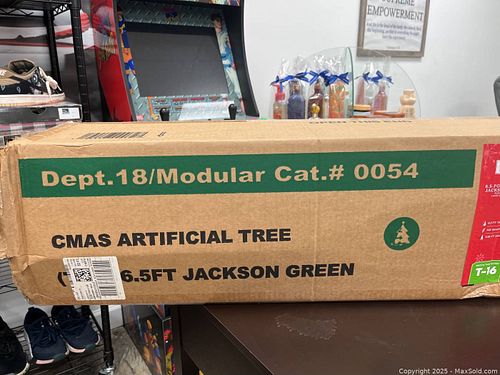 EMPOWERMENT
Dept.18/Modular Cat.# 0054
CMAS ARTIFICIAL TREE
6.5FT JACKSON GREEN
T-16
Copyright © 2025 - MaxSold.com